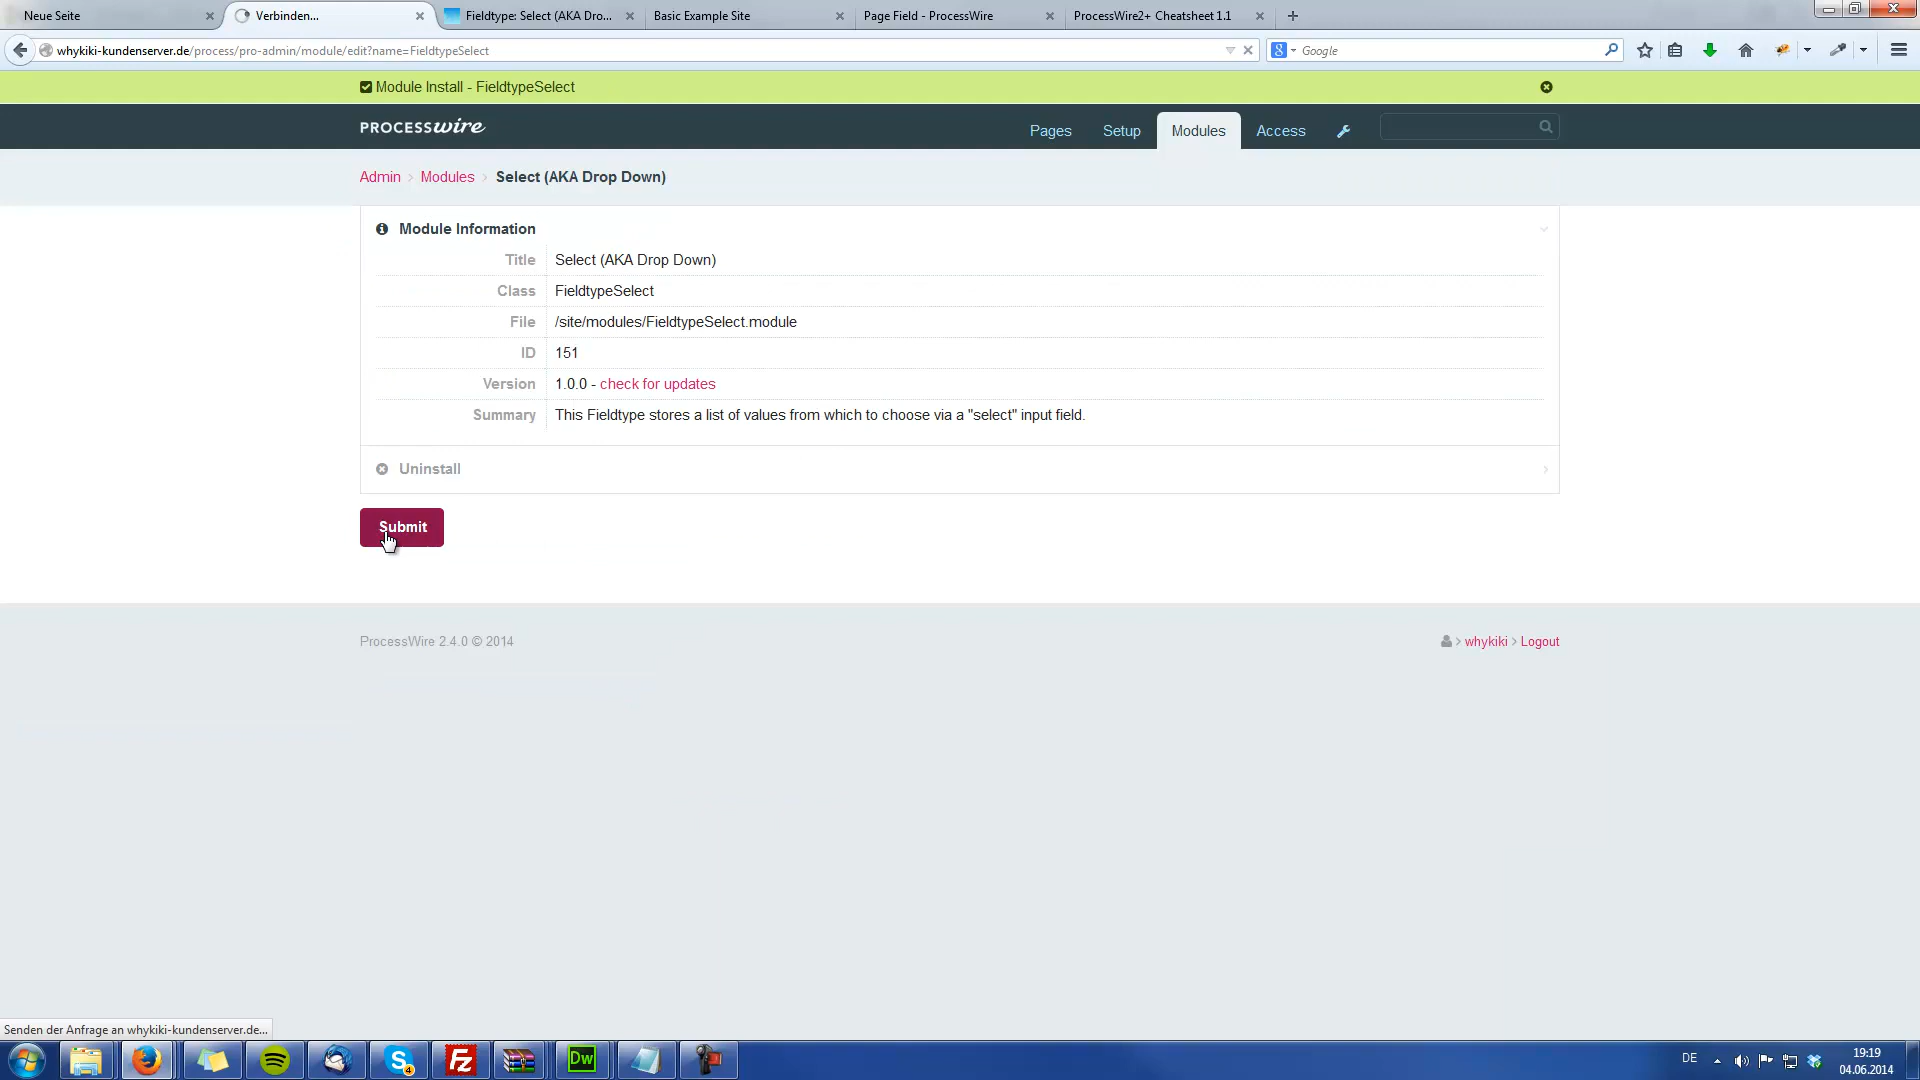 Neue Seite
Verbinden...
Fieldtype: Select (AKA Dro...
Basic Example Site
Page Field - ProcessWire
ProcessWire2+ Cheatsheet 1.1
whykiki-kundenserver.de/process/pro-admin/module/edit?name=FieldtypeSelect
8
Google
Module Install - FieldtypeSelect
PROCESSwire
Pages
Setup
Modules
Access
Admin
Modules
Select (AKA Drop Down)
Module Information
Title
Select (AKA Drop Down)
Class
FieldtypeSelect
File
/site/modules/FieldtypeSelect.module
ID
151
Version
1.0.0 - check for updates
Summary
This Fieldtype stores a list of values from which to choose via a "select" input field.
Uninstall
Submit
ProcessWire 2.4.0 © 2014
whykiki
Logout
Senden der Anfrage an whykiki-kundenserver.de...
S
4
FZ
Dw
DE
19:19
04.06.2014